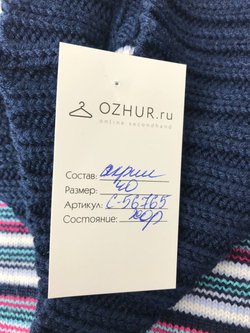 OZHUR.ru
online secondhand
Состав: акрил
Размер: 40
Артикул: С-56765
Состояние: хор